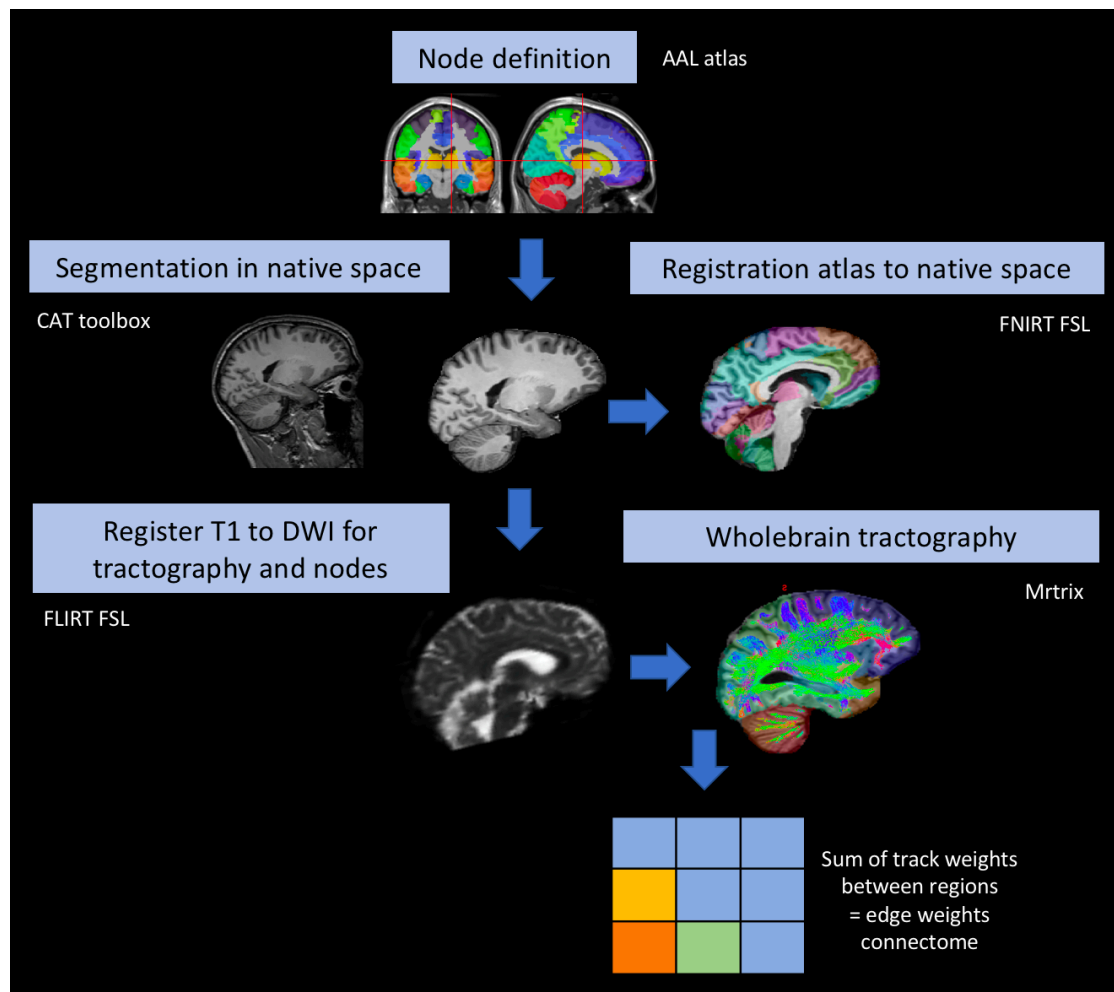 Node definition
AAL atlas
Segmentation in native space
Registration atlas to native space
CAT toolbox
FNIRT FSL
Register T1 to DWI for
tractography and nodes
Wholebrain tractography
FLIRT FSL
Mrtrix
Sum of track weights
between regions
= edge weights
connectome